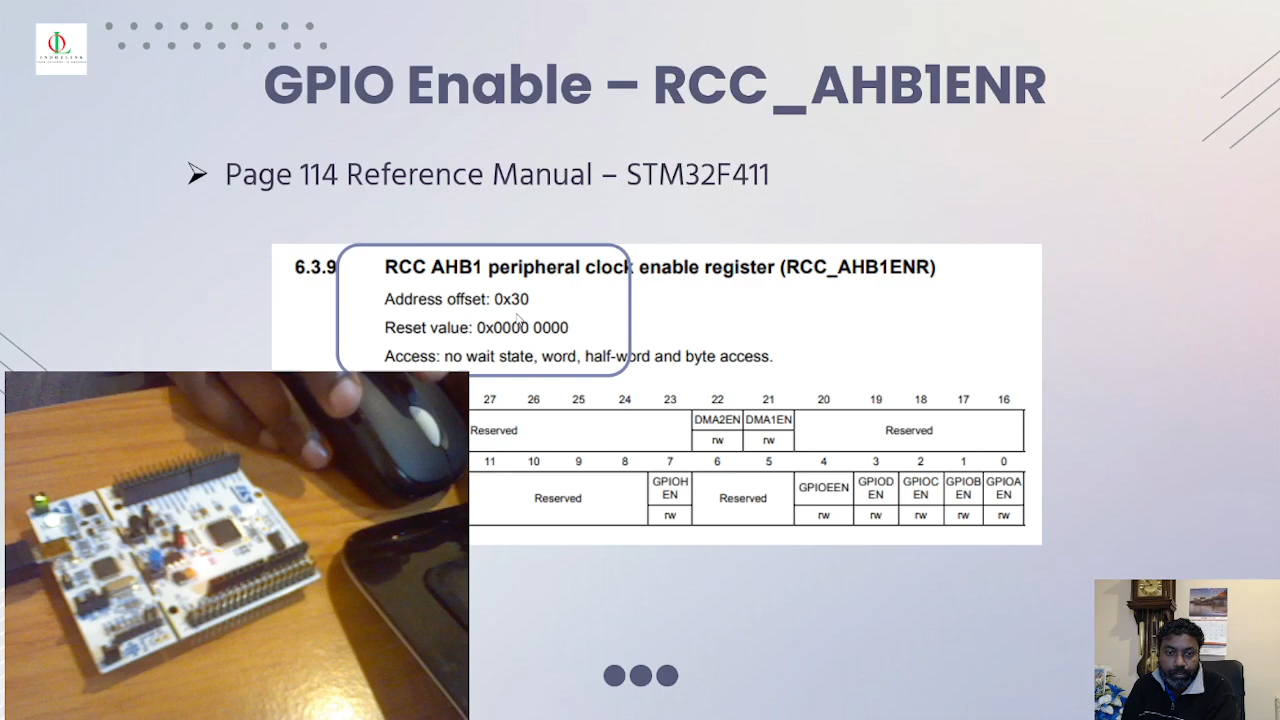 GPIO Enable – RCC_AHB1ENR
➢ Page 114 Reference Manual – STM32F411
6.3.9 RCC AHB1 peripheral clock enable register (RCC_AHB1ENR)
Address offset: 0x30
Reset value: 0x0000 0000
Access: no wait state, word, half-word and byte access.
27 26 25 24 23 22 21 20 19 18 17 16
Reserved DMA2EN DMA1EN Reserved
rw rw
11 10 9 8 7 6 5 4 3 2 1 0
Reserved GPIOH EN Reserved GPIOEEN GPIOD EN GPIOC EN GPIOB EN GPIOA EN
rw rw rw rw rw rw